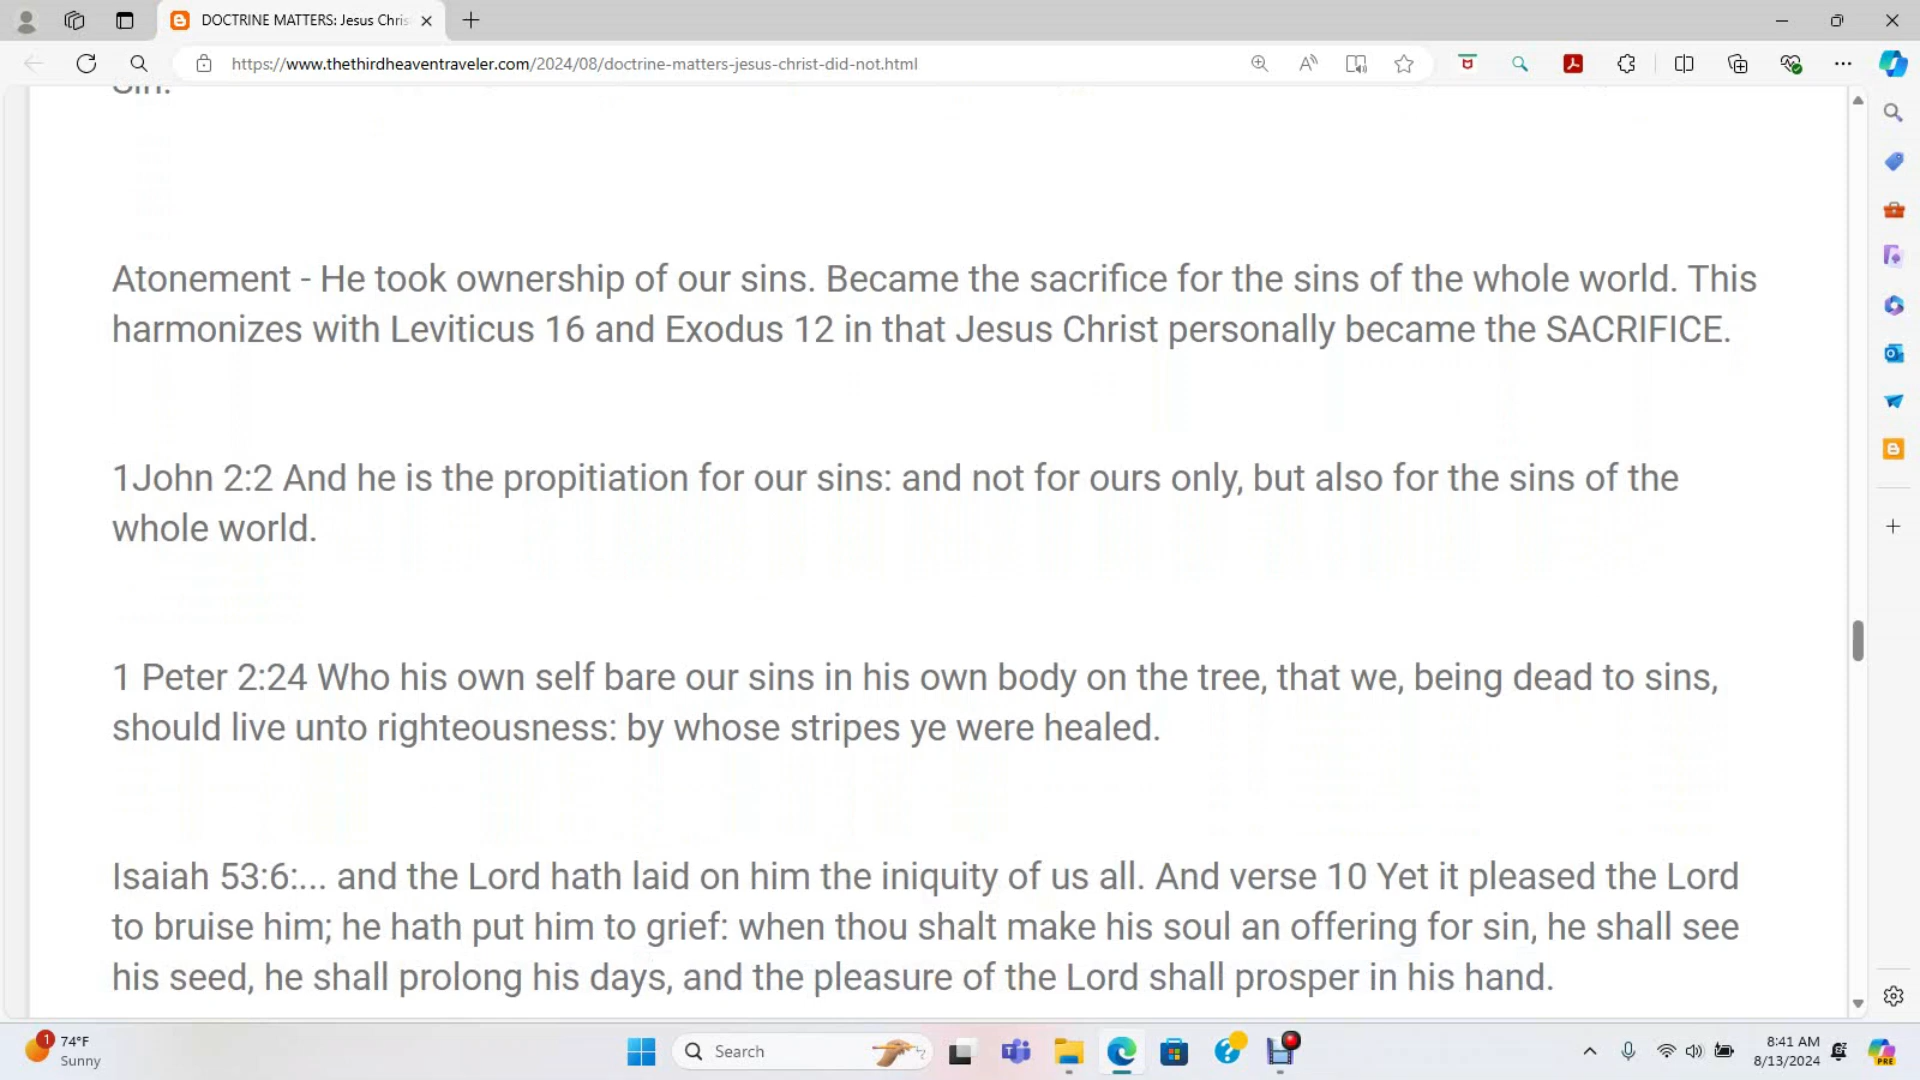 DOCTRINE MATTERS: Jesus Chris
https://www.thethirdheaventraveler.com/2024/08/doctrine-matters-jesus-christ-did-not.html
Atonement - He took ownership of our sins. Became the sacrifice for the sins of the whole world. This
harmonizes with Leviticus 16 and Exodus 12 in that Jesus Christ personally became the SACRIFICE.
1John 2:2 And he is the propitiation for our sins: and not for ours only, but also for the sins of the
whole world.
1 Peter 2:24 Who his own self bare our sins in his own body on the tree, that we, being dead to sins,
should live unto righteousness: by whose stripes ye were healed.
Isaiah 53:6:... and the Lord hath laid on him the iniquity of us all. And verse 10 Yet it pleased the Lord
to bruise him; he hath put him to grief: when thou shalt make his soul an offering for sin, he shall see
his seed, he shall prolong his days, and the pleasure of the Lord shall prosper in his hand.
1
74°F
Sunny
Search
8:41 AM
8/13/2024
PRE